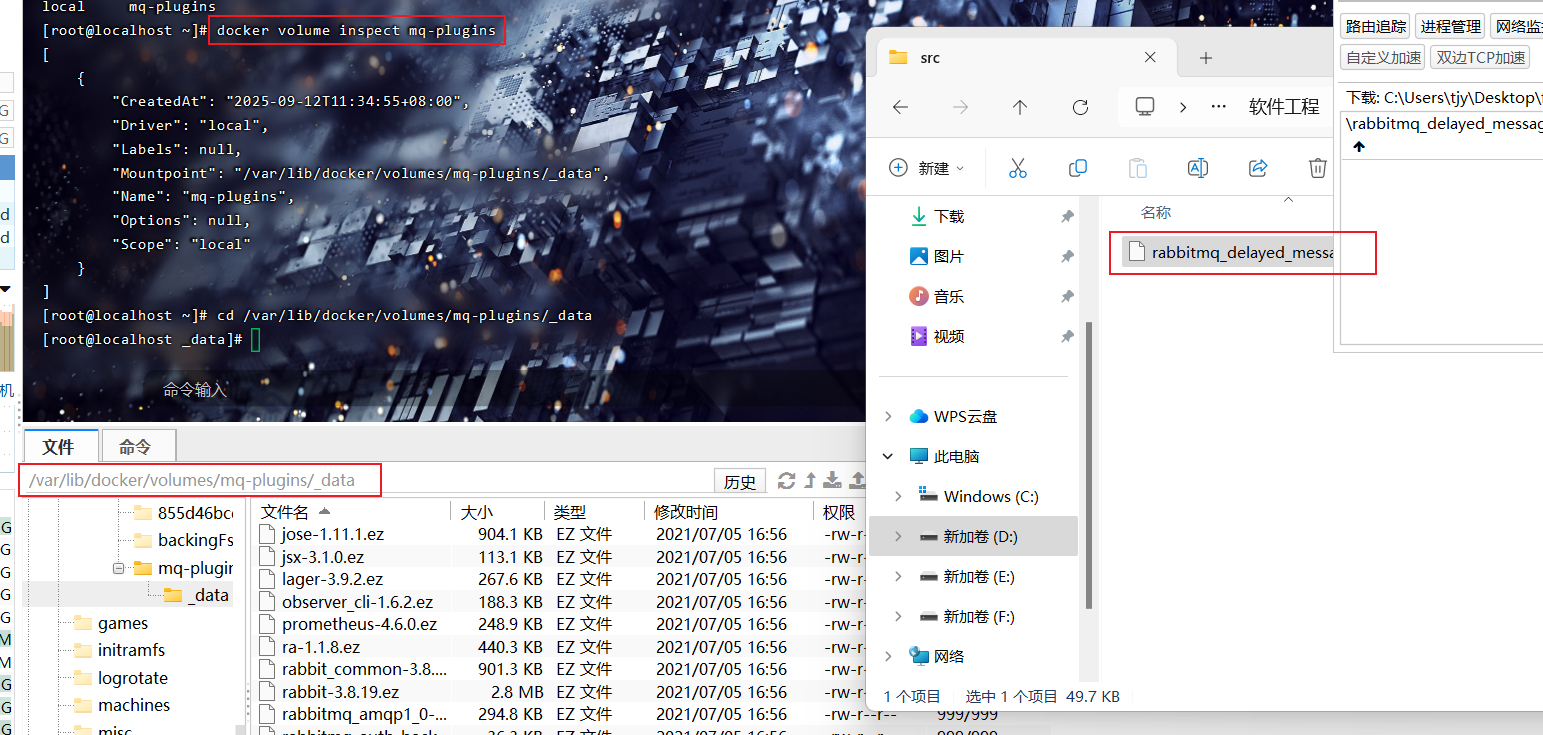 local     mq-plugins
[root@localhost ~]# docker volume inspect mq-plugins
[
    {
        "CreatedAt": "2025-09-12T11:34:55+08:00",
        "Driver": "local",
        "Labels": null,
        "Mountpoint": "/var/lib/docker/volumes/mq-plugins/_data",
        "Name": "mq-plugins",
        "Options": null,
        "Scope": "local"
    }
]
[root@localhost ~]# cd /var/lib/docker/volumes/mq-plugins/_data
[root@localhost _data]#
命令输入
文件 命令
/var/lib/docker/volumes/mq-plugins/_data
历史
855d46bc
backingFs
mq-plugin
_data
games
initramfs
logrotate
machines
misc
文件名 大小 类型 修改时间 权限
jose-1.11.1.ez 904.1 KB EZ 文件 2021/07/05 16:56 -rw-r-
jsx-3.1.0.ez 113.1 KB EZ 文件 2021/07/05 16:56 -rw-r-
lager-3.9.2.ez 267.6 KB EZ 文件 2021/07/05 16:56 -rw-r-
observer_cli-1.6.2.ez 188.3 KB EZ 文件 2021/07/05 16:56 -rw-r-
prometheus-4.6.0.ez 248.9 KB EZ 文件 2021/07/05 16:56 -rw-r-
ra-1.1.8.ez 440.3 KB EZ 文件 2021/07/05 16:56 -rw-r-
rabbit_common-3.8.... 901.3 KB EZ 文件 2021/07/05 16:56 -rw-r-
rabbit-3.8.19.ez 2.8 MB EZ 文件 2021/07/05 16:56 -rw-r-
rabbitmq_amqp1_0-... 294.8 KB EZ 文件 2021/07/05 16:56 -rw-r--r-- 999/999
src
软件工程
新建
下载
图片
音乐
视频
WPS云盘
此电脑
Windows (C:)
新加卷 (D:)
新加卷 (E:)
新加卷 (F:)
网络
名称
rabbitmq_delayed_messa
1 个项目 选中 1 个项目 49.7 KB
路由追踪 进程管理 网络监
自定义加速 双边TCP加速
下载: C:\Users\tjy\Desktop\
\rabbitmq_delayed_messag